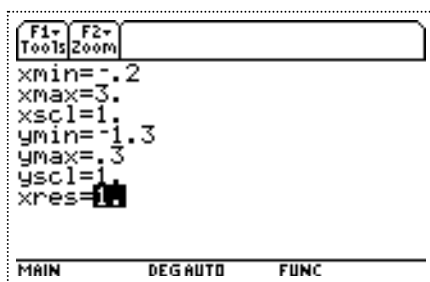 F1▾ F2▾
Tools Zoom
xmin=⁻.2
xmax=3.
xscl=1.
ymin=⁻1.3
ymax=.3
yscl=1.
xres=1.
MAIN DEG AUTO FUNC